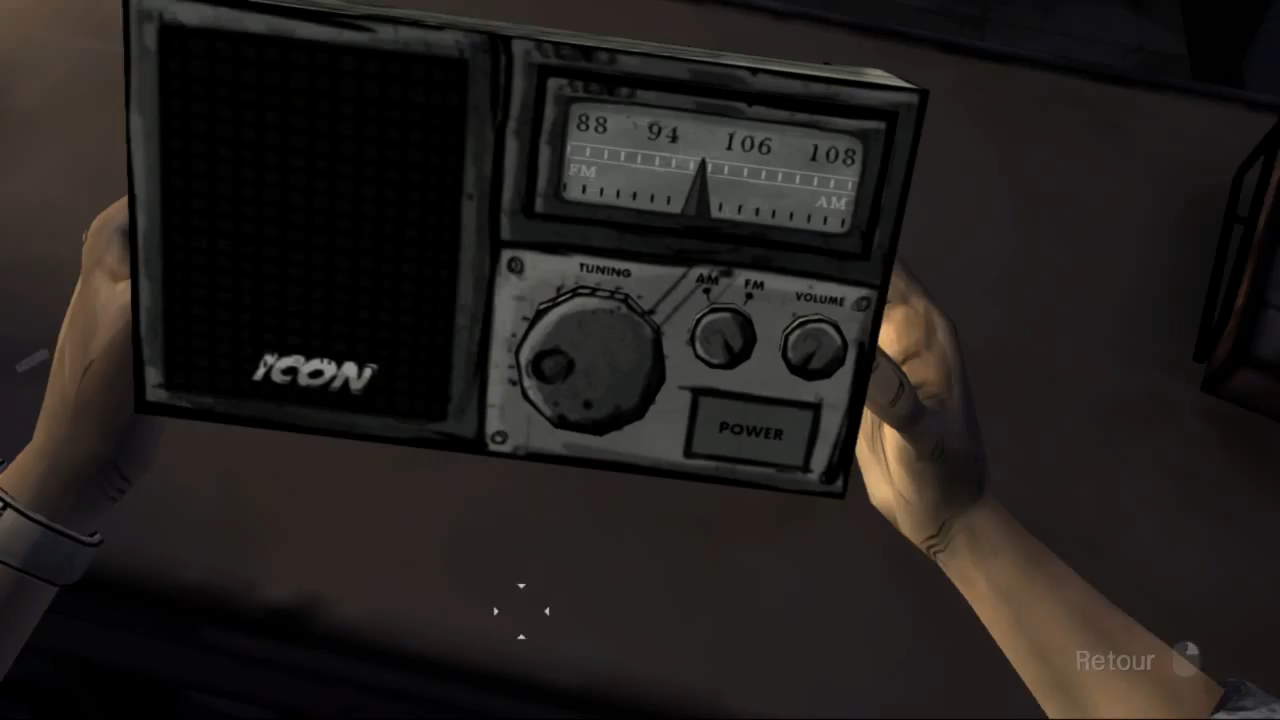 88 94 106 108
FM
AM
TUNING
AM FM
VOLUME
ICON
POWER
Retour